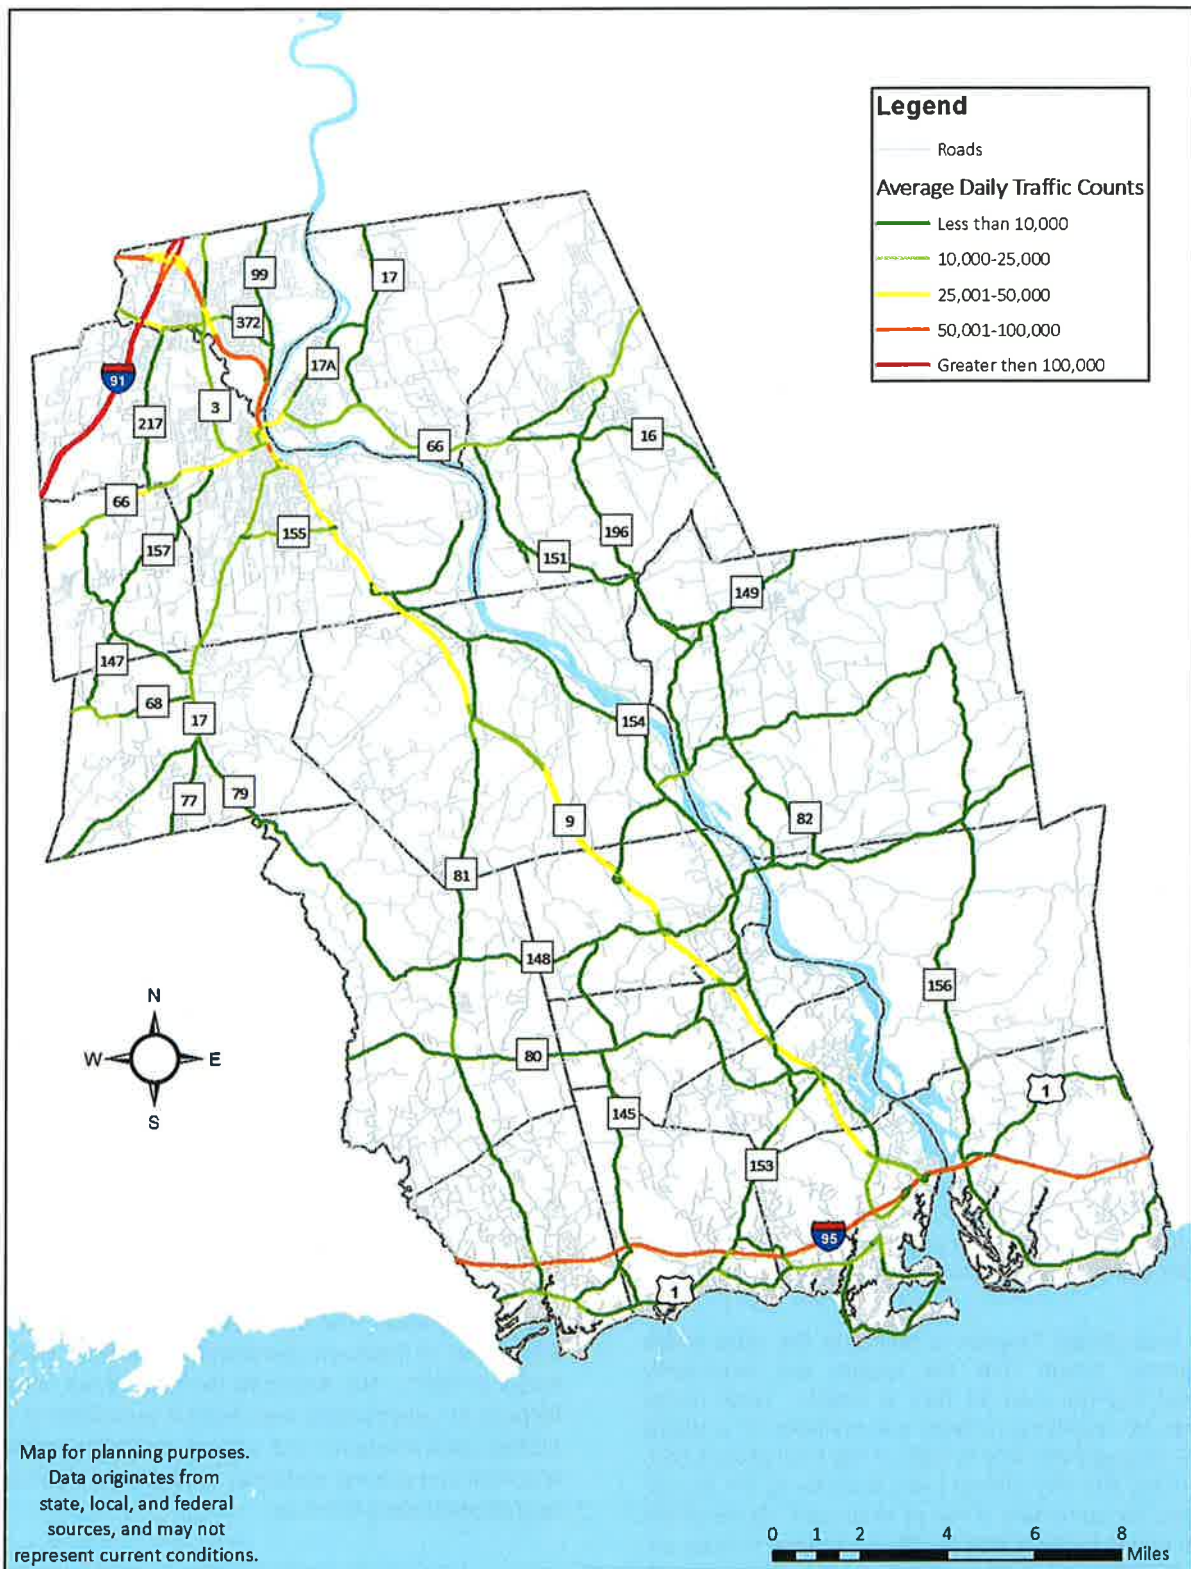 Legend
Roads
Average Daily Traffic Counts
Less than 10,000
10,000-25,000
25,001-50,000
50,001-100,000
Greater then 100,000
99
17
372
17A
91
3
217
66
16
66
155
196
157
151
149
147
68
17
154
77
79
9
82
81
148
156
N
W
E
S
80
1
145
153
95
1
Map for planning purposes.
Data originates from
state, local, and federal
sources, and may not
represent current conditions.
0 1 2 4 6 8
Miles